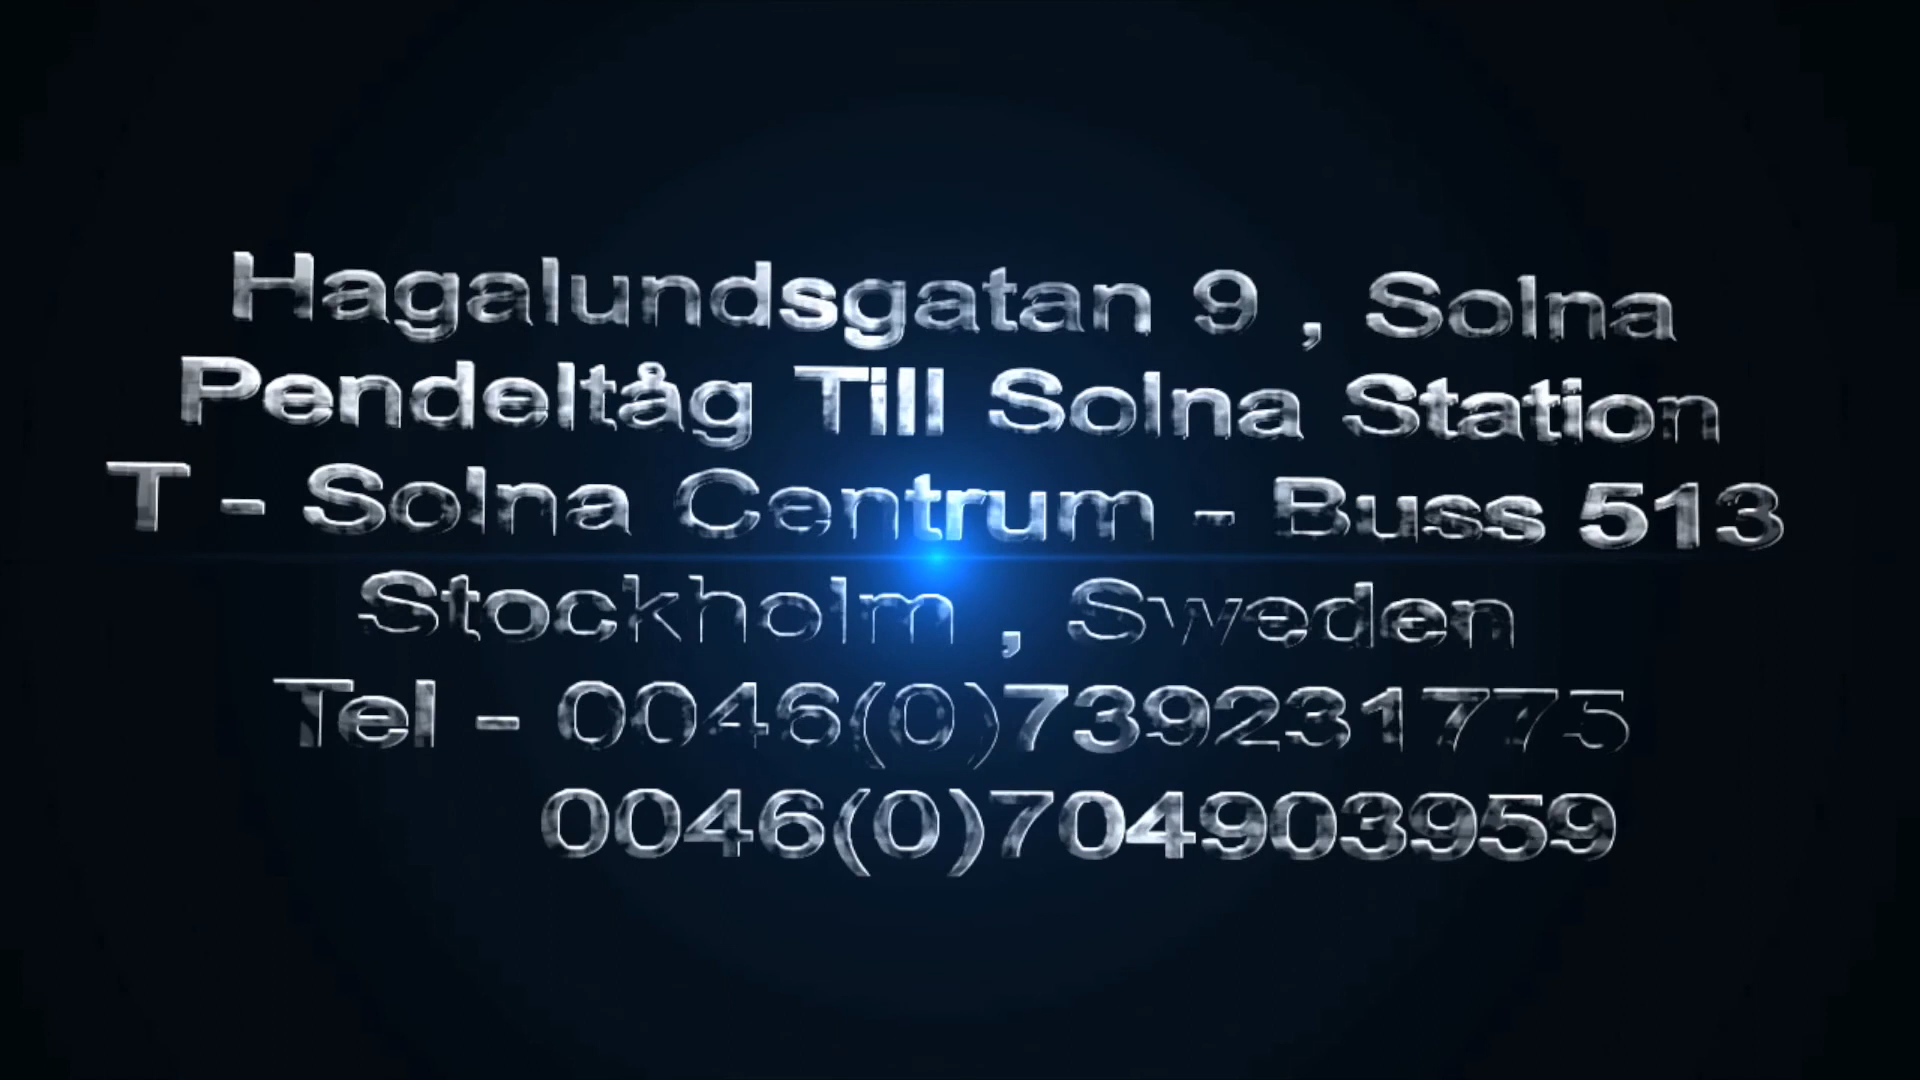 Hagalundsgatan 9 , Solna
Pendeltåg Till Solna Station
T - Solna Centrum - Buss 513
Stockholm , Sweden
Tel - 0046(0)739231775
0046(0)704903959